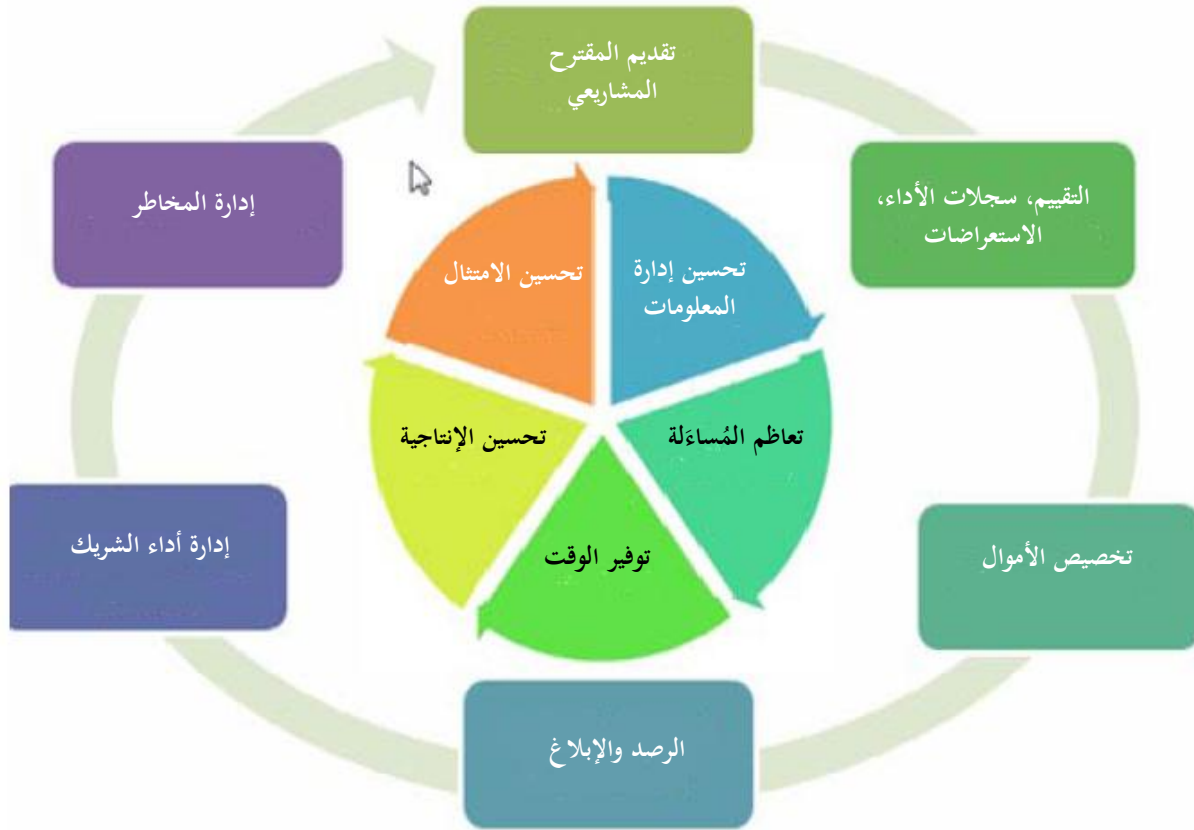 تقديم المقترح
المشاريعي
التقييم، سجلات الأداء،
الاستعراضات
تخصيص الأموال
الرصد والإبلاغ
إدارة أداء الشريك
إدارة المخاطر
تحسين إدارة
المعلومات
تعاظم المُساءَلة
توفير الوقت
تحسين الإنتاجية
تحسين الامتثال